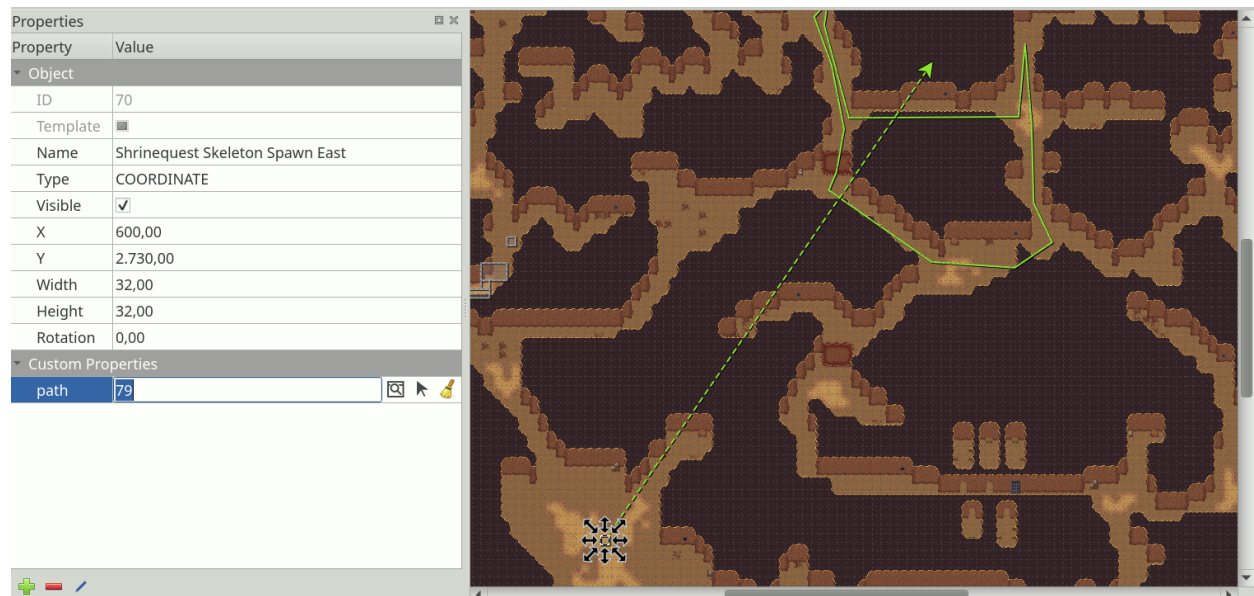 Properties
Property Value
Object
ID 70
Template
Name Shrinequest Skeleton Spawn East
Type COORDINATE
Visible
X 600,00
Y 2.730,00
Width 32,00
Height 32,00
Rotation 0,00
Custom Properties
path 79